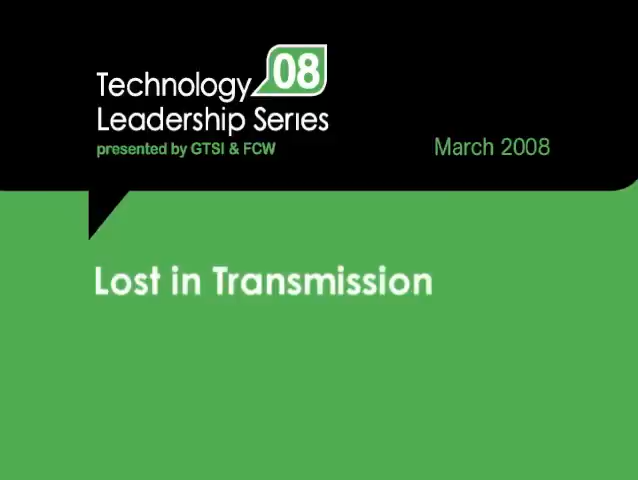 Technology 08
Leadership Series
presented by GTSI & FCW
March 2008
Lost in Transmission